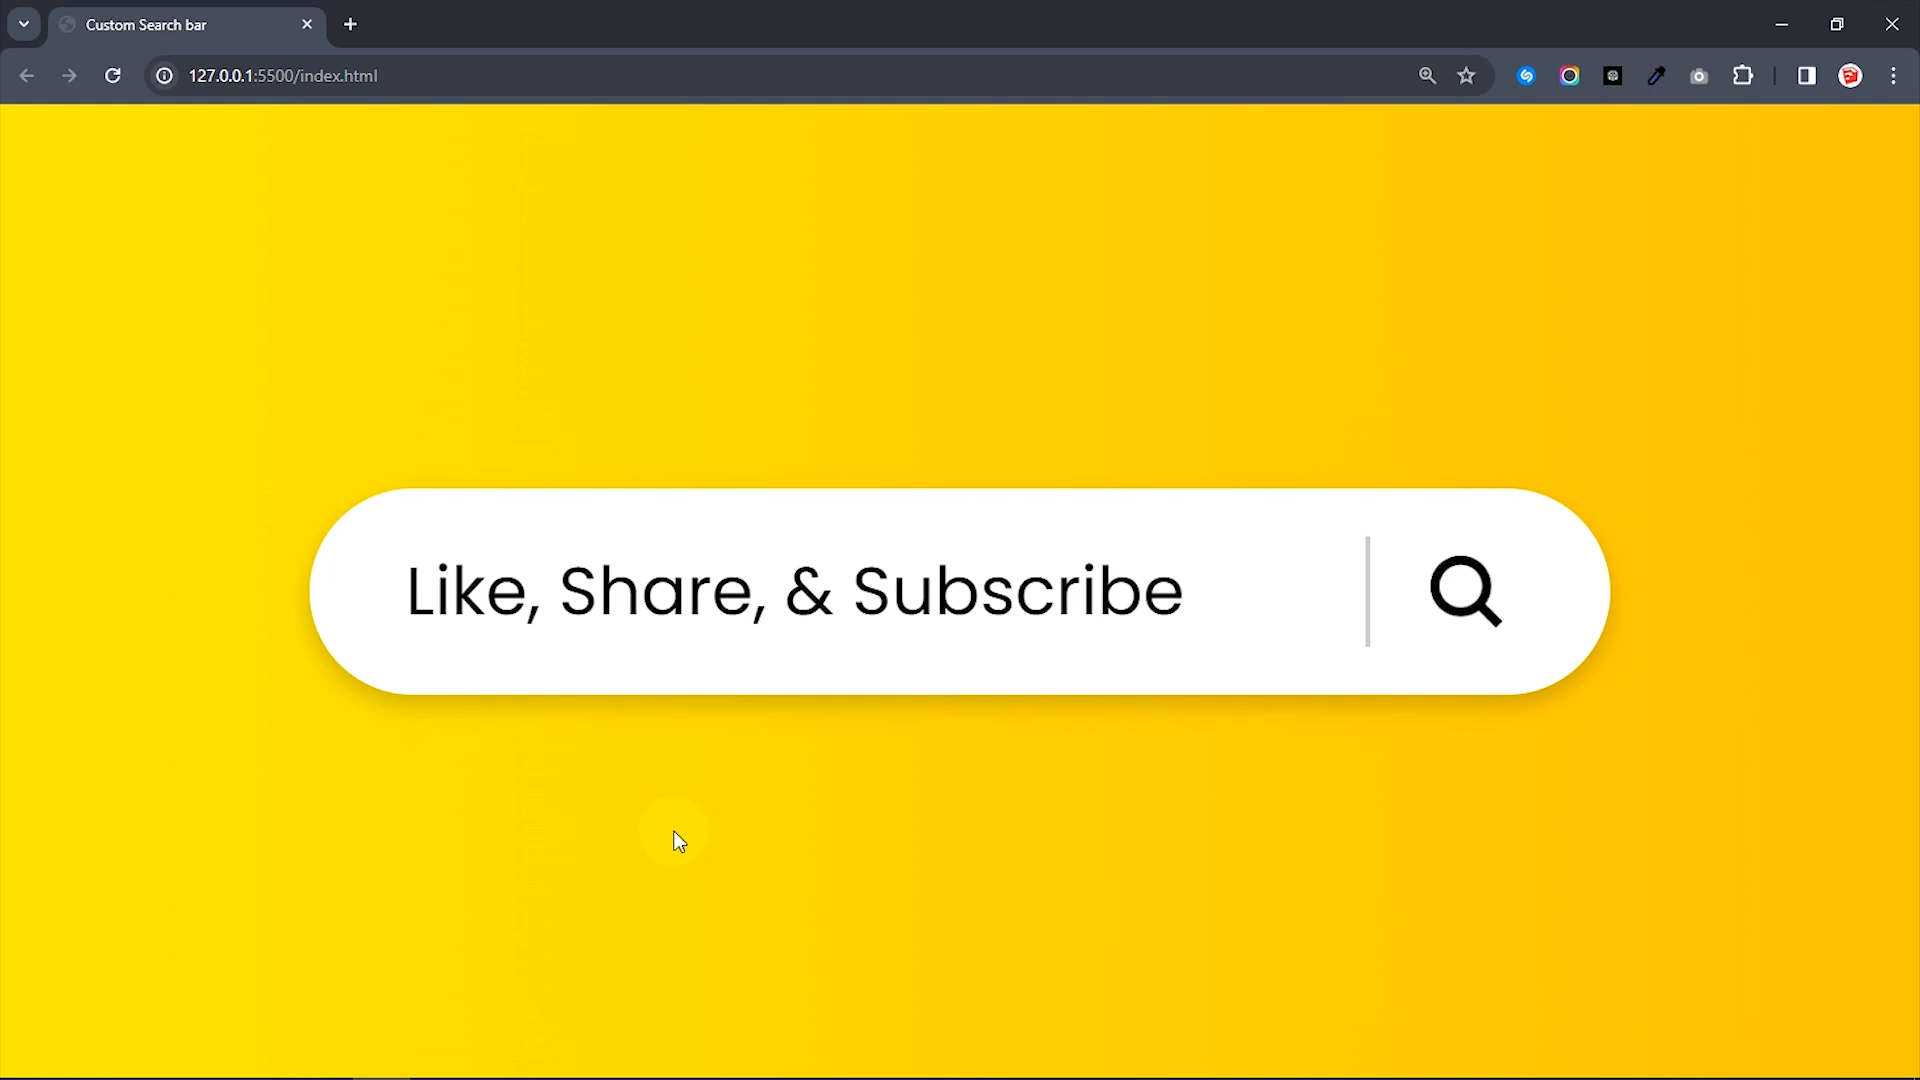 Custom Search bar
127.0.0.1:5500/index.html
Like, Share, & Subscribe